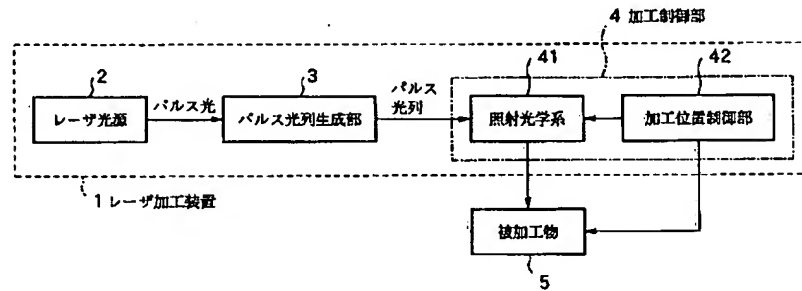 4 加工制御部
2
3
41
42
レーザ光源
パルス光
パルス光列生成部
パルス
光列
照射光学系
加工位置制御部
1 レーザ加工装置
被加工物
5